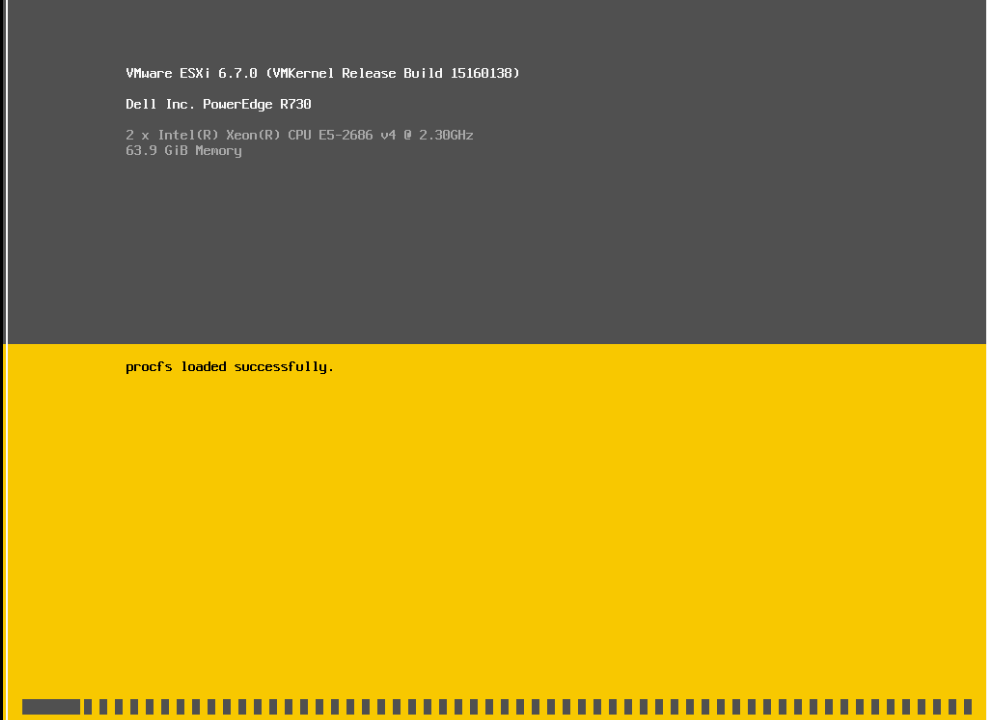 VMware ESXi 6.7.0 (VMKernel Release Build 15160138)
Dell Inc. PowerEdge R730
2 x Intel(R) Xeon(R) CPU E5-2686 v4 @ 2.30GHz
63.9 GiB Memory
procfs loaded successfully.